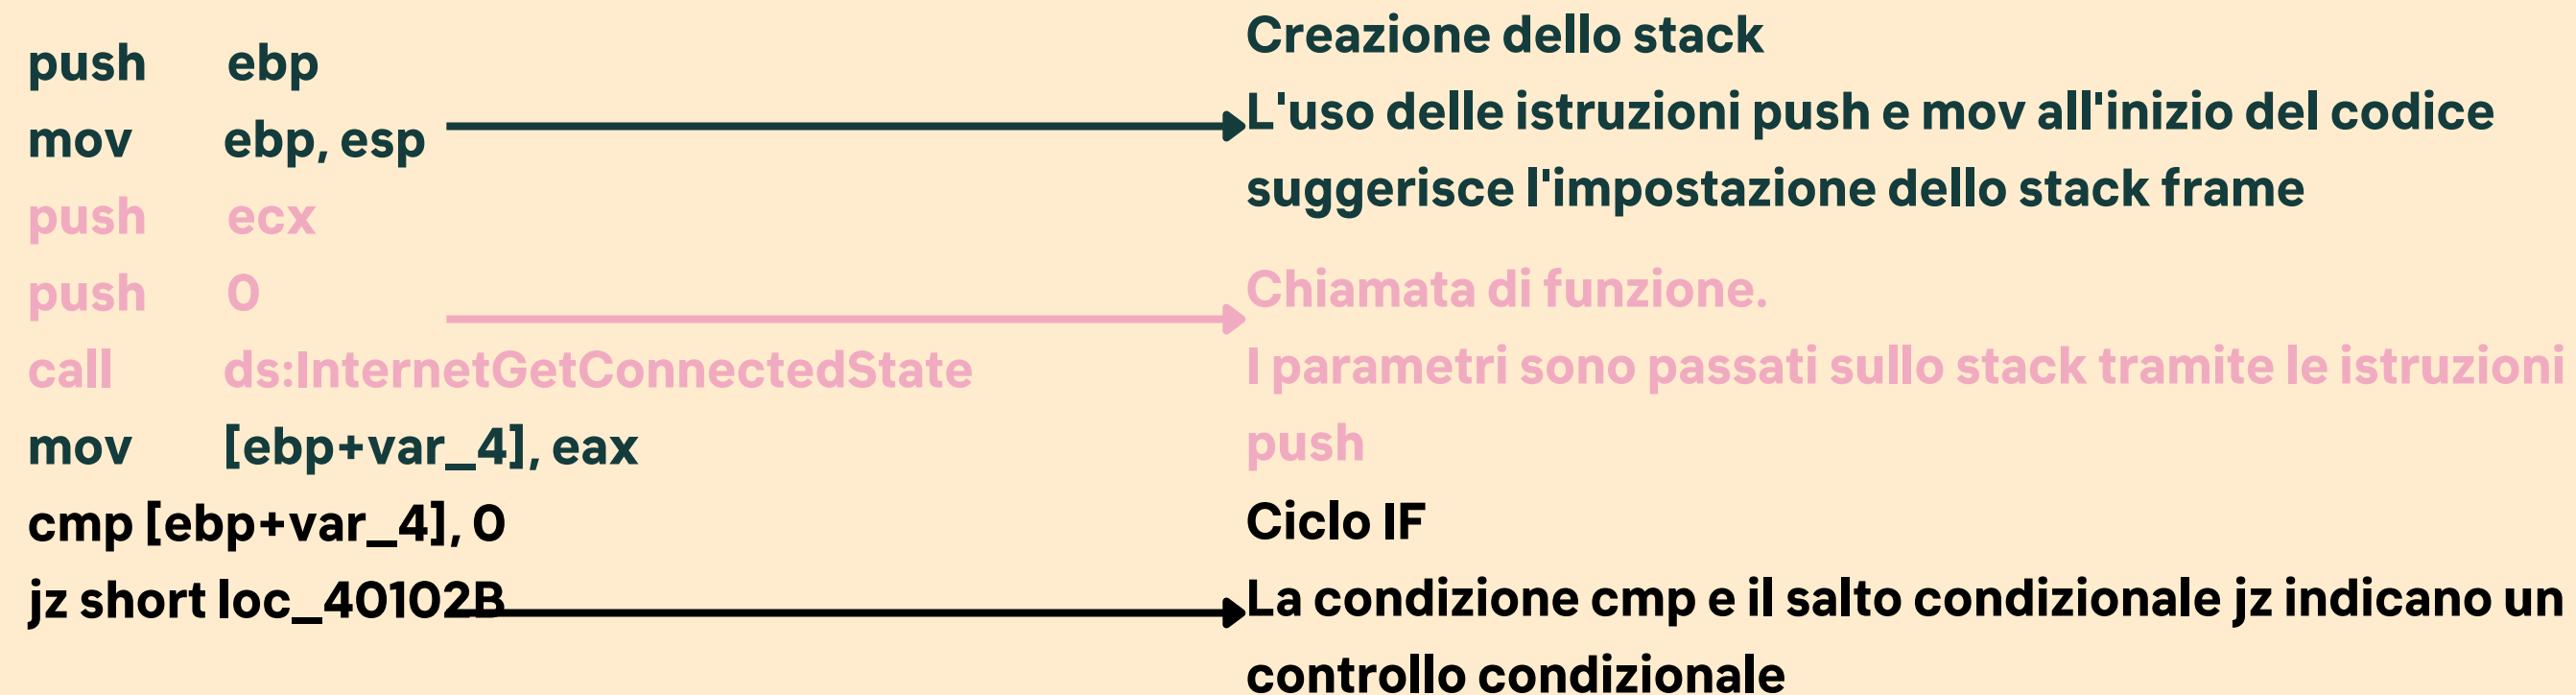 push ebp
mov ebp, esp
push ecx
push 0
call ds:InternetGetConnectedState
mov [ebp+var_4], eax
cmp [ebp+var_4], 0
jz short loc_40102B
Creazione dello stack
L'uso delle istruzioni push e mov all'inizio del codice
suggerisce l'impostazione dello stack frame
Chiamata di funzione.
I parametri sono passati sullo stack tramite le istruzioni
push
Ciclo IF
La condizione cmp e il salto condizionale jz indicano un
controllo condizionale